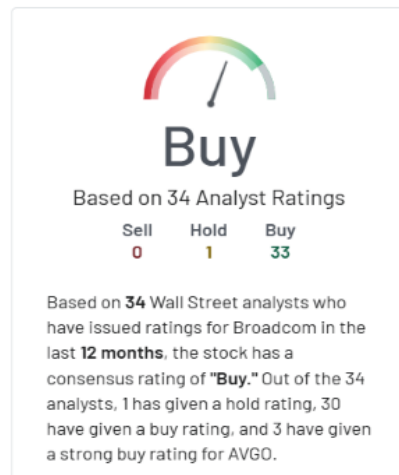 Buy
Based on 34 Analyst Ratings
Sell Hold Buy
0 1 33
Based on 34 Wall Street analysts who
have issued ratings for Broadcom in the
last 12 months, the stock has a
consensus rating of "Buy." Out of the 34
analysts, 1 has given a hold rating, 30
have given a buy rating, and 3 have given
a strong buy rating for AVGO.